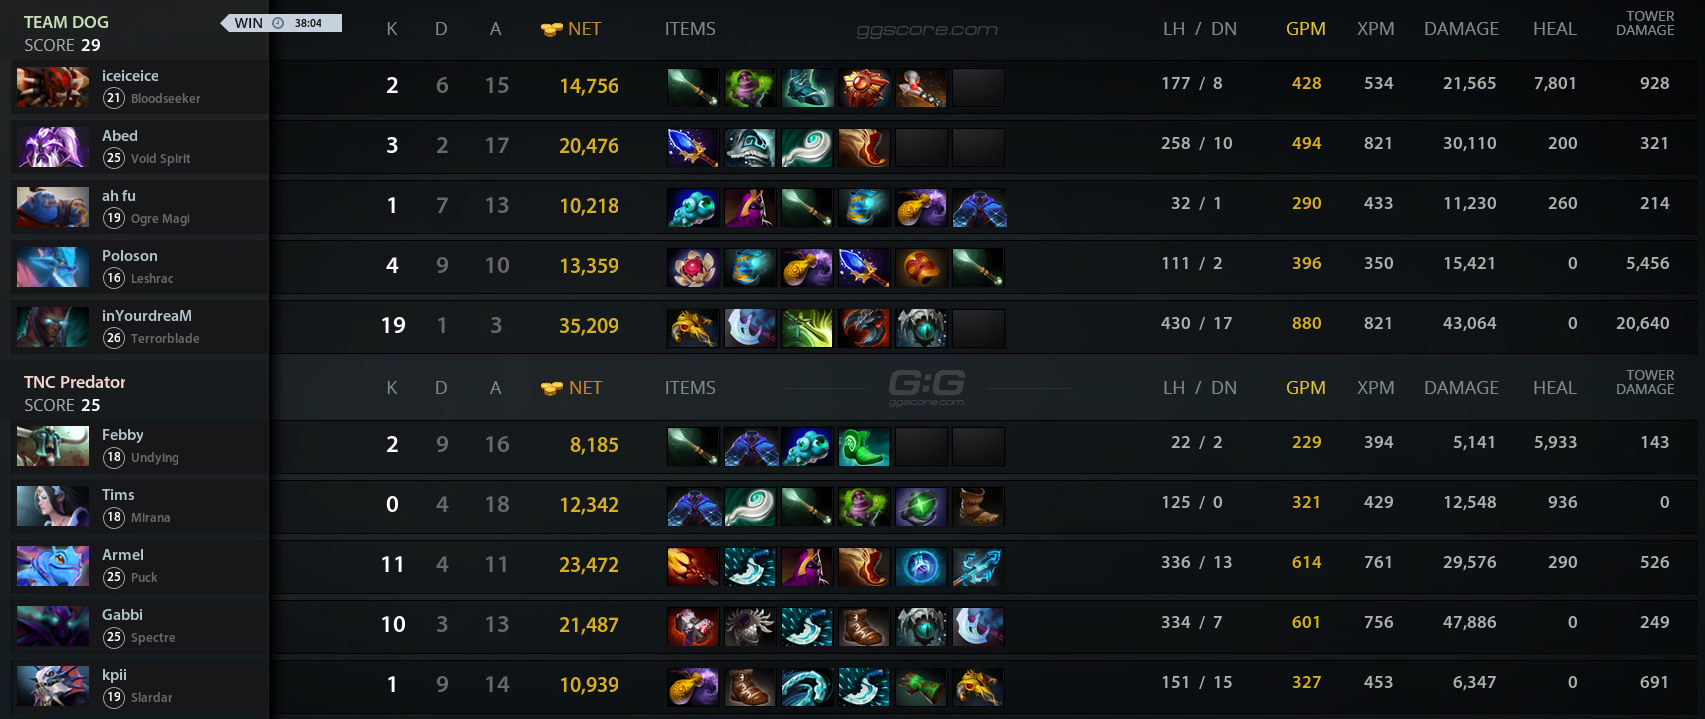 TEAM DOG WIN 38:04
SCORE 29
K D A NET ITEMS ggscore.com LH / DN GPM XPM DAMAGE HEAL TOWER DAMAGE
iceiceice 21 Bloodseeker 2 6 15 14,756 177 / 8 428 534 21,565 7,801 928
Abed 25 Void Spirit 3 2 17 20,476 258 / 10 494 821 30,110 200 321
ah fu 19 Ogre Magi 1 7 13 10,218 32 / 1 290 433 11,230 260 214
Poloson 16 Leshrac 4 9 10 13,359 111 / 2 396 350 15,421 0 5,456
inYourdreaM 26 Terrorblade 19 1 3 35,209 430 / 17 880 821 43,064 0 20,640
TNC Predator
SCORE 25
K D A NET ITEMS G:G ggscore.com LH / DN GPM XPM DAMAGE HEAL TOWER DAMAGE
Febby 18 Undying 2 9 16 8,185 22 / 2 229 394 5,141 5,933 143
Tims 18 Mirana 0 4 18 12,342 125 / 0 321 429 12,548 936 0
Armel 25 Puck 11 4 11 23,472 336 / 13 614 761 29,576 290 526
Gabbi 25 Spectre 10 3 13 21,487 334 / 7 601 756 47,886 0 249
kpii 19 Slardar 1 9 14 10,939 151 / 15 327 453 6,347 0 691